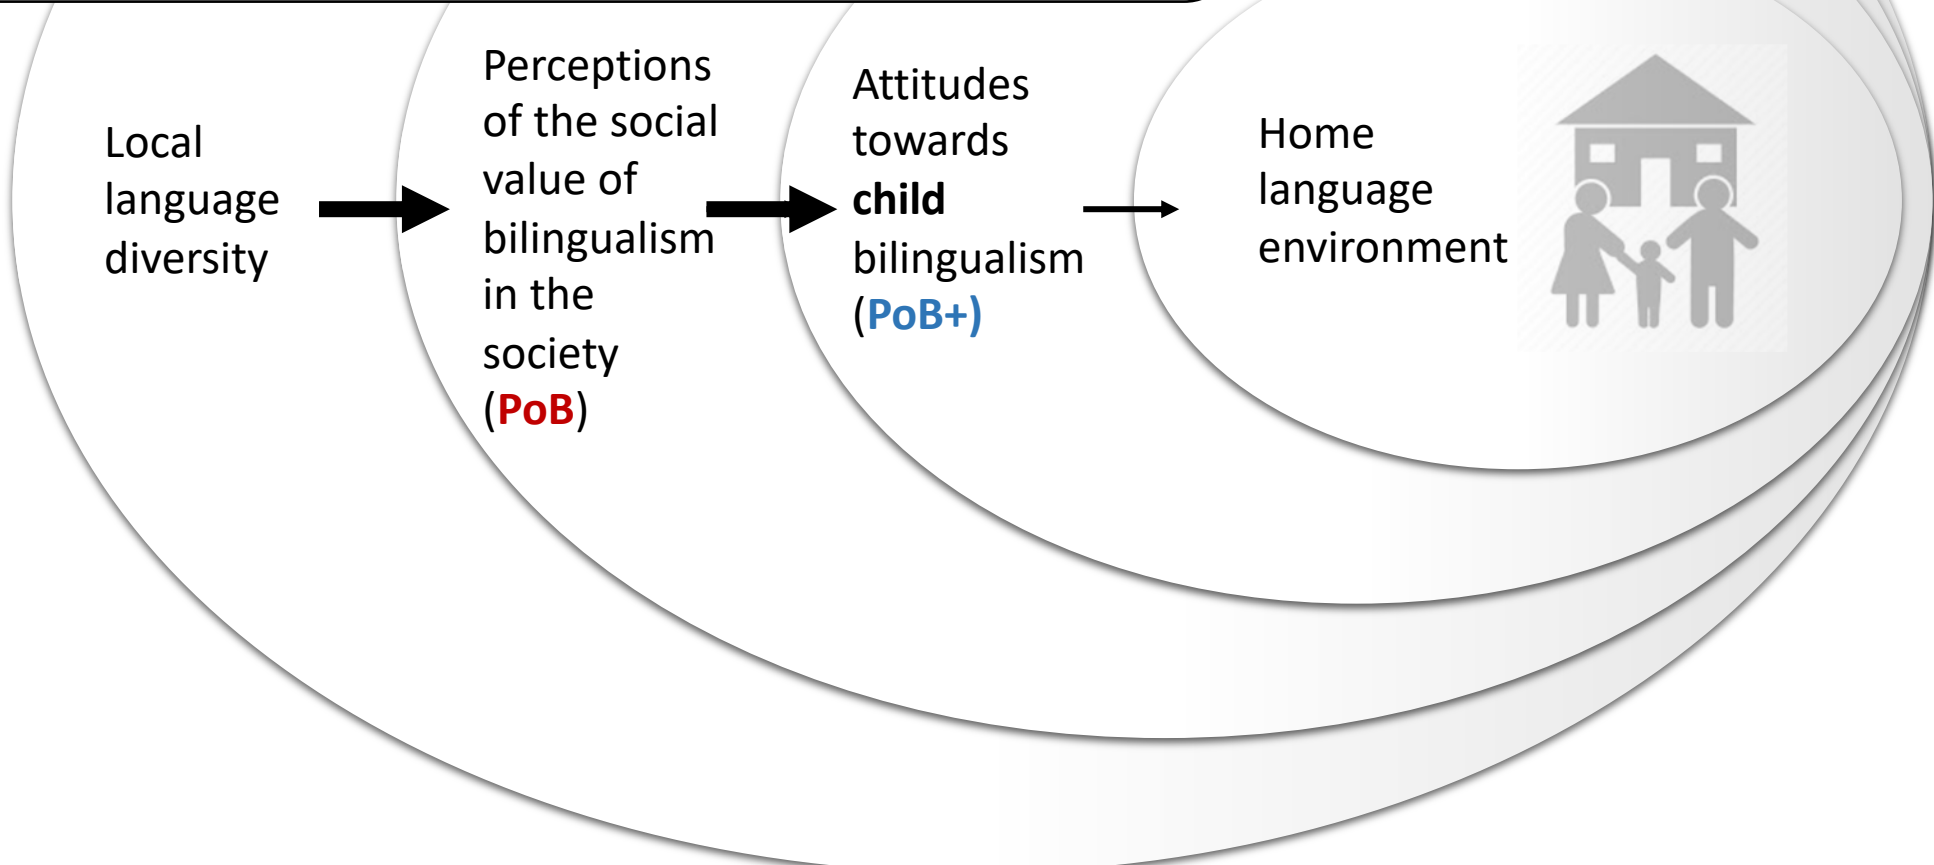 Local
language
diversity
Perceptions
of the social
value of
bilingualism
in the
society
(PoB)
Attitudes
towards
child
bilingualism
(PoB+)
Home
language
environment